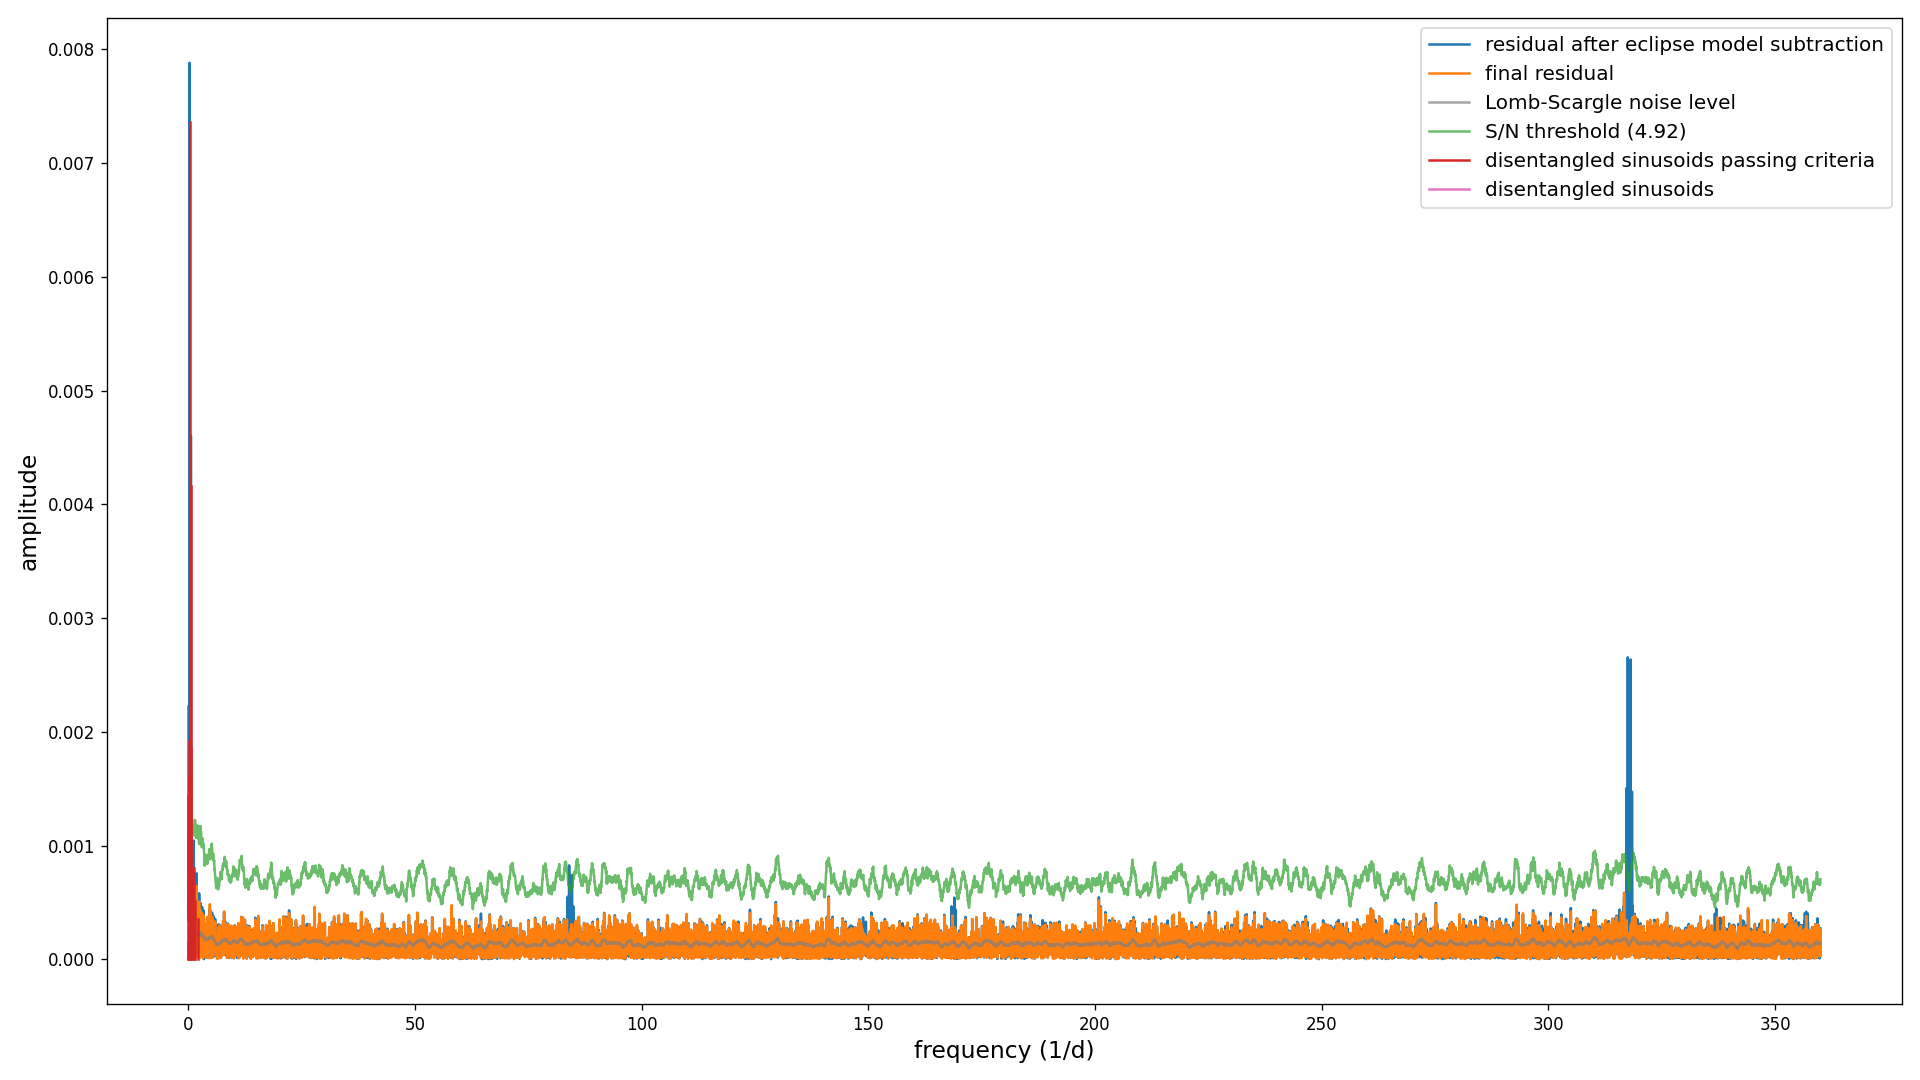 residual after eclipse model subtraction
final residual
Lomb-Scargle noise level
S/N threshold (4.92)
disentangled sinusoids passing criteria
disentangled sinusoids
0.008
0.007
0.006
0.005
0.004
0.003
0.002
0.001
0.000
amplitude
0 50 100 150 200 250 300 350
frequency (1/d)